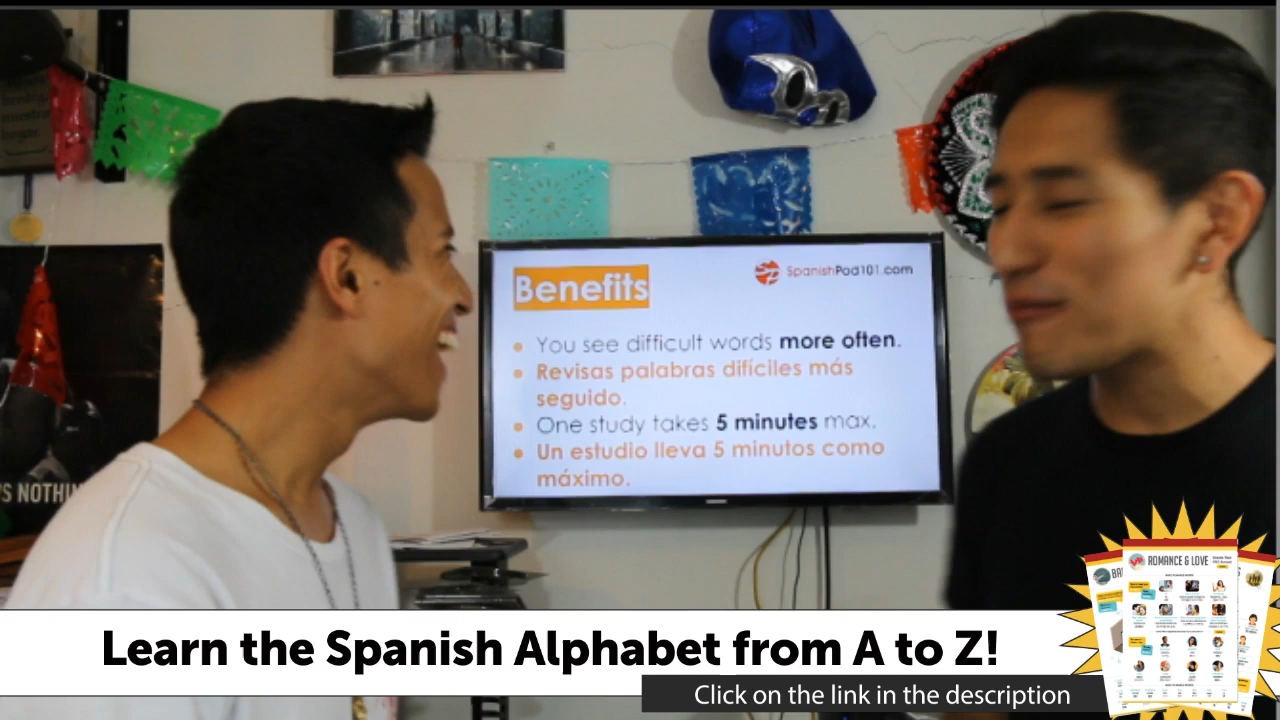 Benefits
SpanishPod101.com
You see difficult words more often.
Revisas palabras difíciles más
seguido.
One study takes 5 minutes max.
Un estudio lleva 5 minutos como
máximo.
'S NOTHIN
ROMANCE & LOVE
Learn the Spanish Alphabet from A to Z!
Click on the link in the description